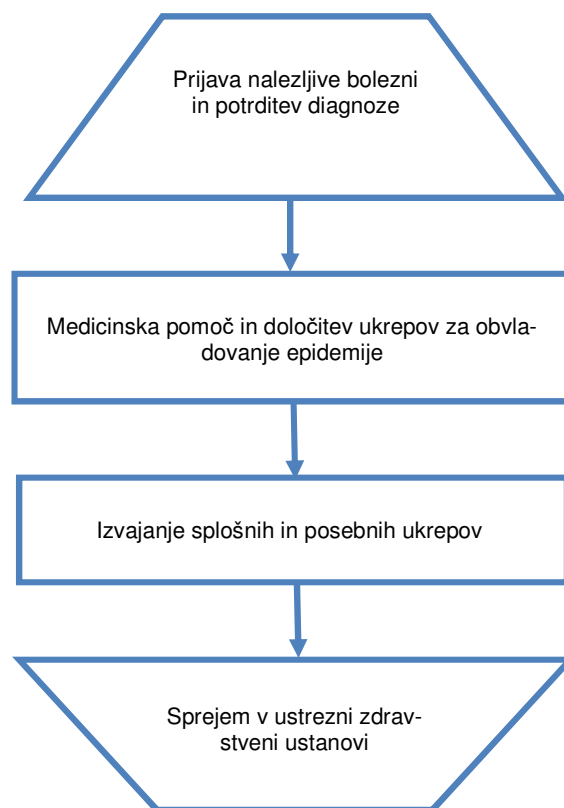 Prijava nalezljive bolezni
in potrditev diagnoze
Medicinska pomoč in določitev ukrepov za obvla-
dovanje epidemije
Izvajanje splošnih in posebnih ukrepov
Sprejem v ustrezni zdrav-
stveni ustanovi